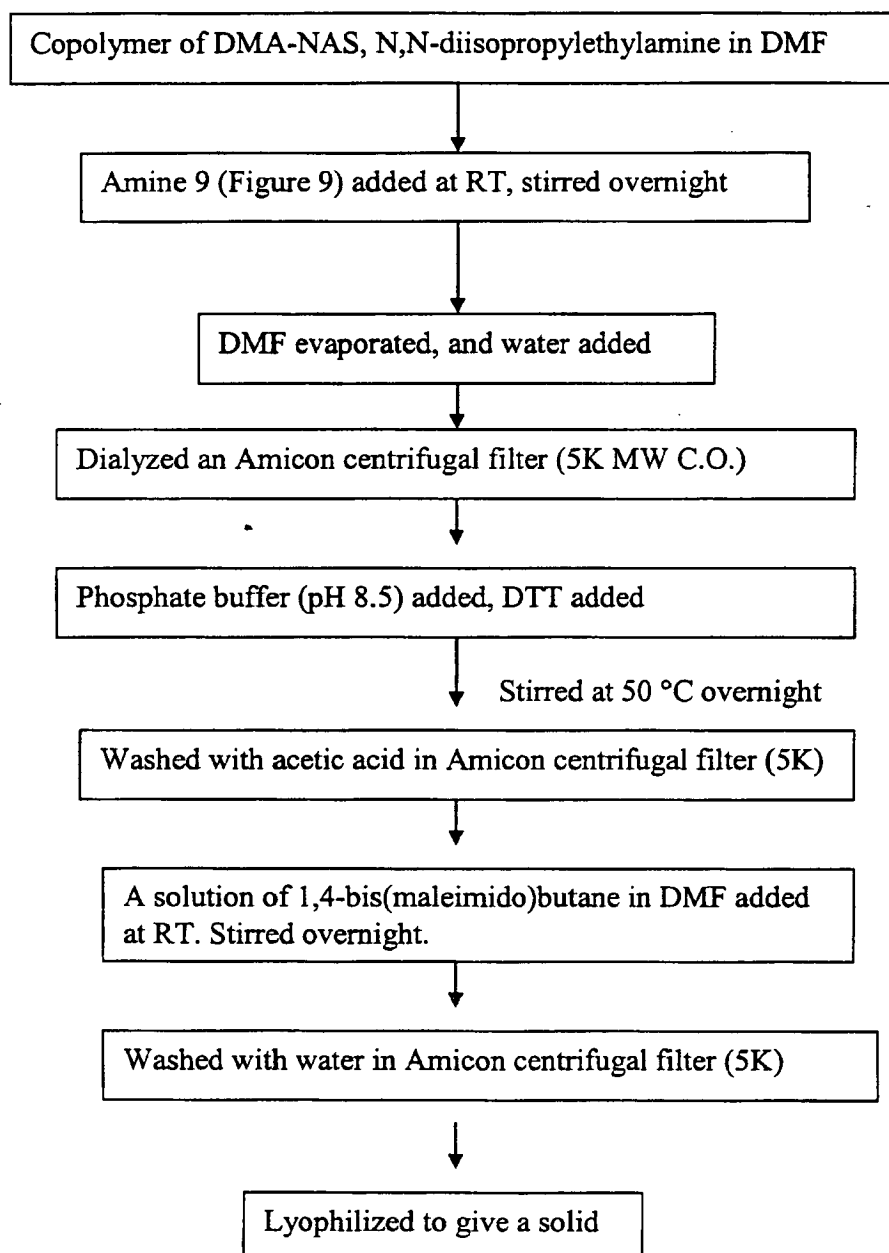 Copolymer of DMA-NAS, N,N-diisopropylethylamine in DMF
Amine 9 (Figure 9) added at RT, stirred overnight
DMF evaporated, and water added
Dialyzed an Amicon centrifugal filter (5K MW C.O.)
Phosphate buffer (pH 8.5) added, DTT added
Stirred at 50 °C overnight
Washed with acetic acid in Amicon centrifugal filter (5K)
A solution of 1,4-bis(maleimido)butane in DMF added
at RT. Stirred overnight.
Washed with water in Amicon centrifugal filter (5K)
Lyophilized to give a solid